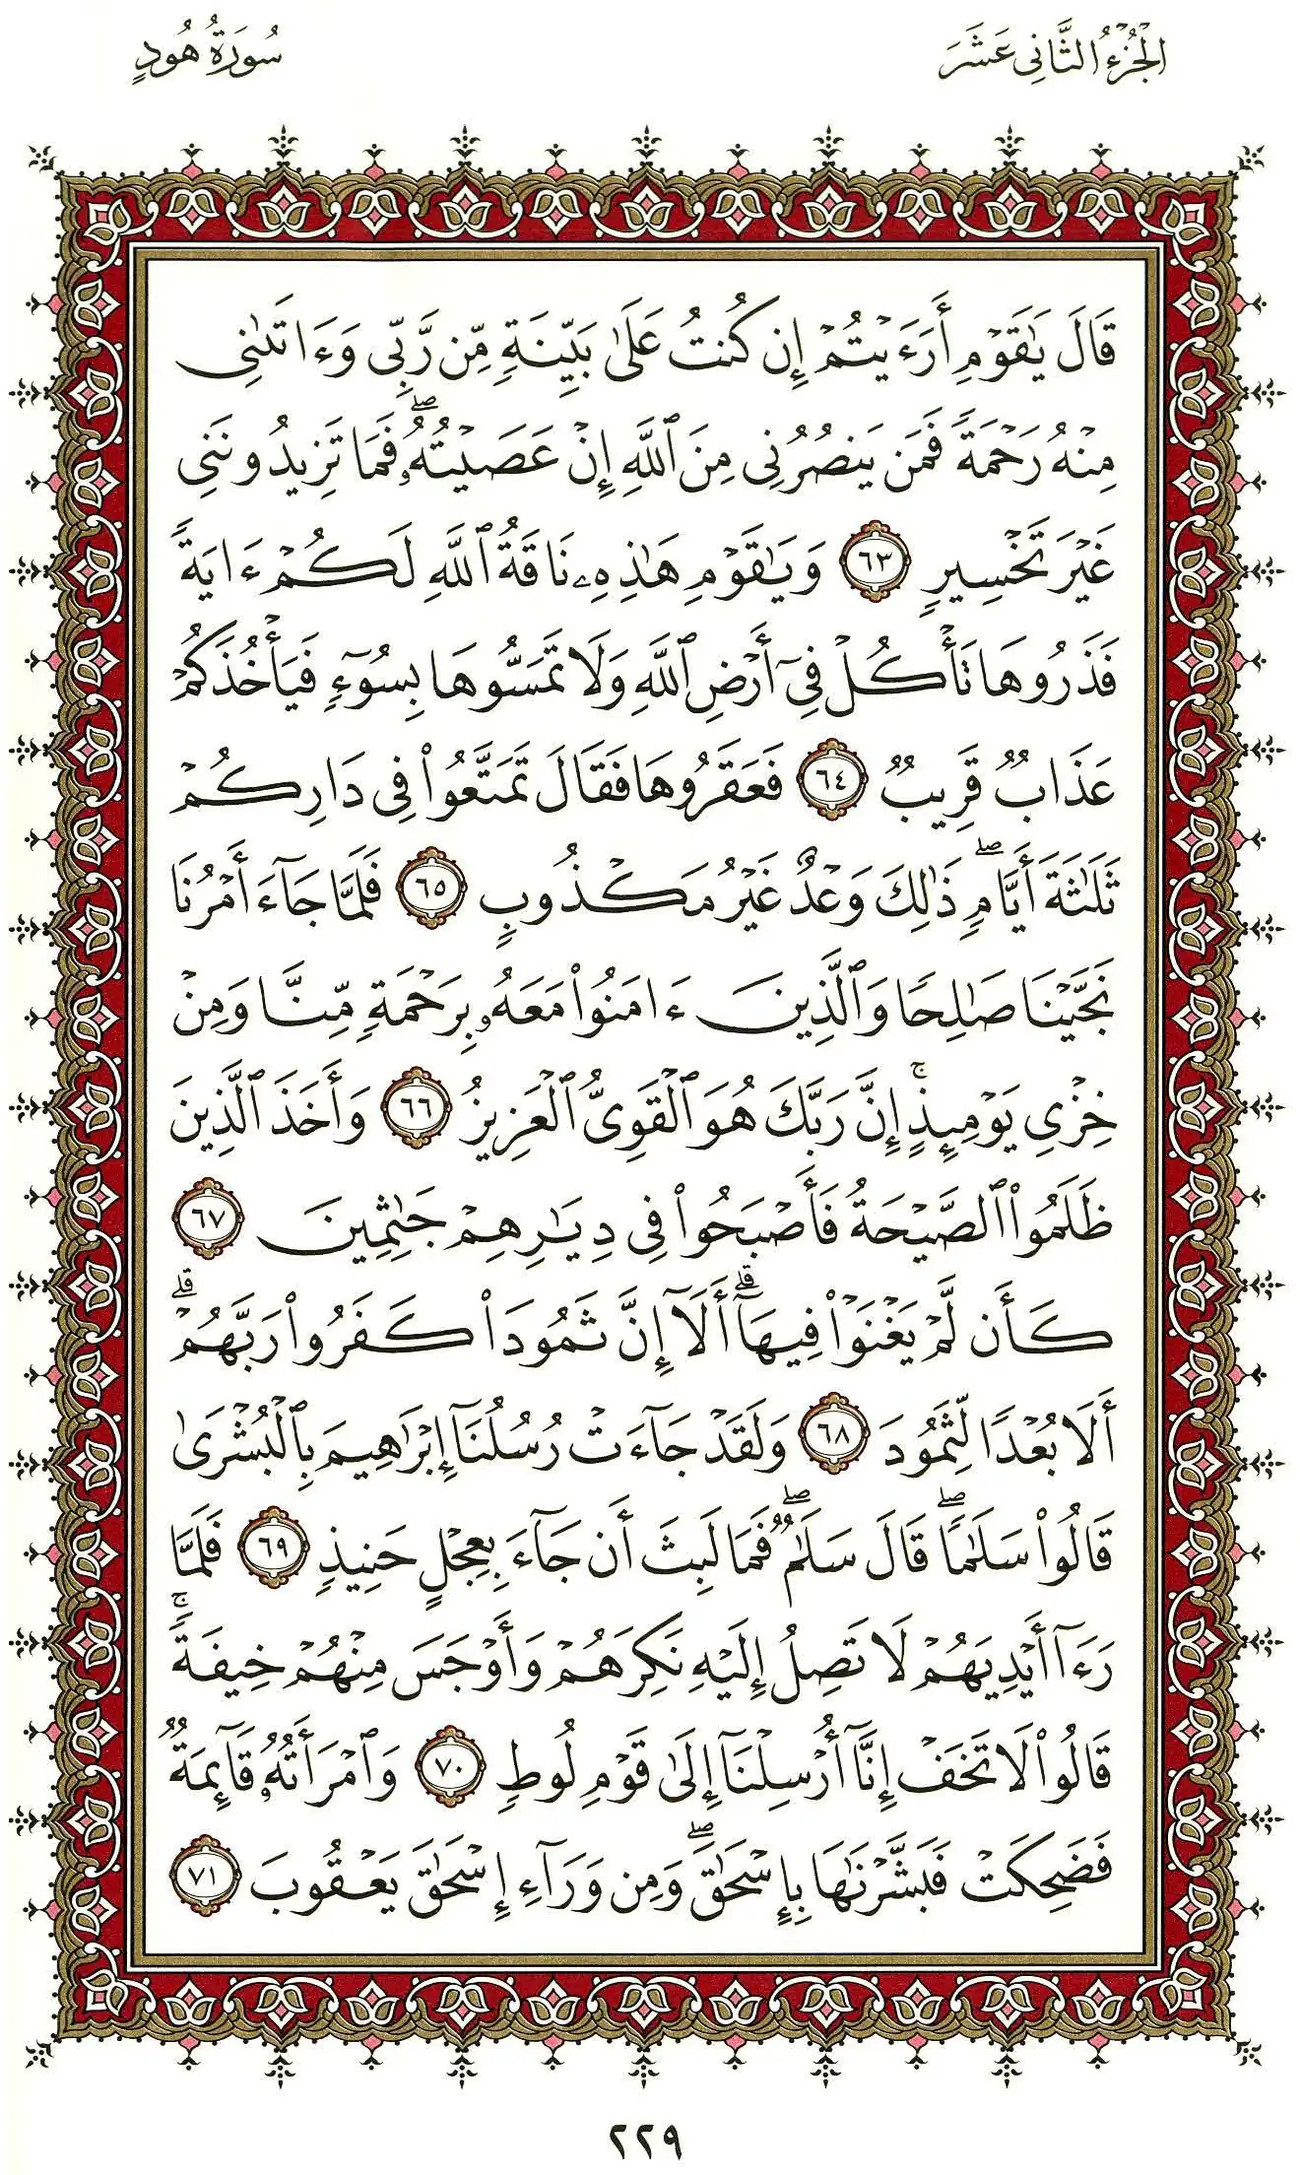 الجزء الثاني عشر
سورة هود
قَالَ يَٰقَوۡمِ أَرَءَيۡتُمۡ إِن كُنتُ عَلَىٰ بَيِّنَةٖ مِّن رَّبِّي وَءَاتَىٰنِي
مِنۡهُ رَحۡمَةٗ فَمَن يَنصُرُنِي مِنَ ٱللَّهِ إِنۡ عَصَيۡتُهُۥۖ فَمَا تَزِيدُونَنِي
غَيۡرَ تَخۡسِيرٖ ٦٣ وَيَٰقَوۡمِ هَٰذِهِۦ نَاقَةُ ٱللَّهِ لَكُمۡ ءَايَةٗ
فَذَرُوهَا تَأۡكُلۡ فِيٓ أَرۡضِ ٱللَّهِ وَلَا تَمَسُّوهَا بِسُوٓءٖ فَيَأۡخُذَكُمۡ
عَذَابٞ قَرِيبٞ ٦٤ فَعَقَرُوهَا فَقَالَ تَمَتَّعُواْ فِي دَارِكُمۡ
ثَلَٰثَةَ أَيَّامٖۖ ذَٰلِكَ وَعۡدٌ غَيۡرُ مَكۡذُوبٖ ٦٥ فَلَمَّا جَآءَ أَمۡرُنَا
نَجَّيۡنَا صَٰلِحٗا وَٱلَّذِينَ ءَامَنُواْ مَعَهُۥ بِرَحۡمَةٖ مِّنَّا وَمِنۡ
خِزۡيِ يَوۡمِئِذٍۚ إِنَّ رَبَّكَ هُوَ ٱلۡقَوِيُّ ٱلۡعَزِيزُ ٦٦ وَأَخَذَ ٱلَّذِينَ
ظَلَمُواْ ٱلصَّيۡحَةُ فَأَصۡبَحُواْ فِي دِيَٰرِهِمۡ جَٰثِمِينَ ٦٧
كَأَن لَّمۡ يَغۡنَوۡاْ فِيهَآۗ أَلَآ إِنَّ ثَمُودَاْ كَفَرُواْ رَبَّهُمۡۗ
أَلَا بُعۡدٗا لِّثَمُودَ ٦٨ وَلَقَدۡ جَآءَتۡ رُسُلُنَآ إِبۡرَٰهِيمَ بِٱلۡبُشۡرَىٰ
قَالُواْ سَلَٰمٗاۖ قَالَ سَلَٰمٞۖ فَمَا لَبِثَ أَن جَآءَ بِعِجۡلٍ حَنِيذٖ ٦٩ فَلَمَّا
رَءَآ أَيۡدِيَهُمۡ لَا تَصِلُ إِلَيۡهِ نَكِرَهُمۡ وَأَوۡجَسَ مِنۡهُمۡ خِيفَةٗۚ
قَالُواْ لَا تَخَفۡ إِنَّآ أُرۡسِلۡنَآ إِلَىٰ قَوۡمِ لُوطٖ ٧٠ وَٱمۡرَأَتُهُۥ قَآئِمَةٞ
فَضَحِكَتۡ فَبَشَّرۡنَٰهَا بِإِسۡحَٰقَۖ وَمِن وَرَآءِ إِسۡحَٰقَ يَعۡقُوبَ ٧١
٢٢٩